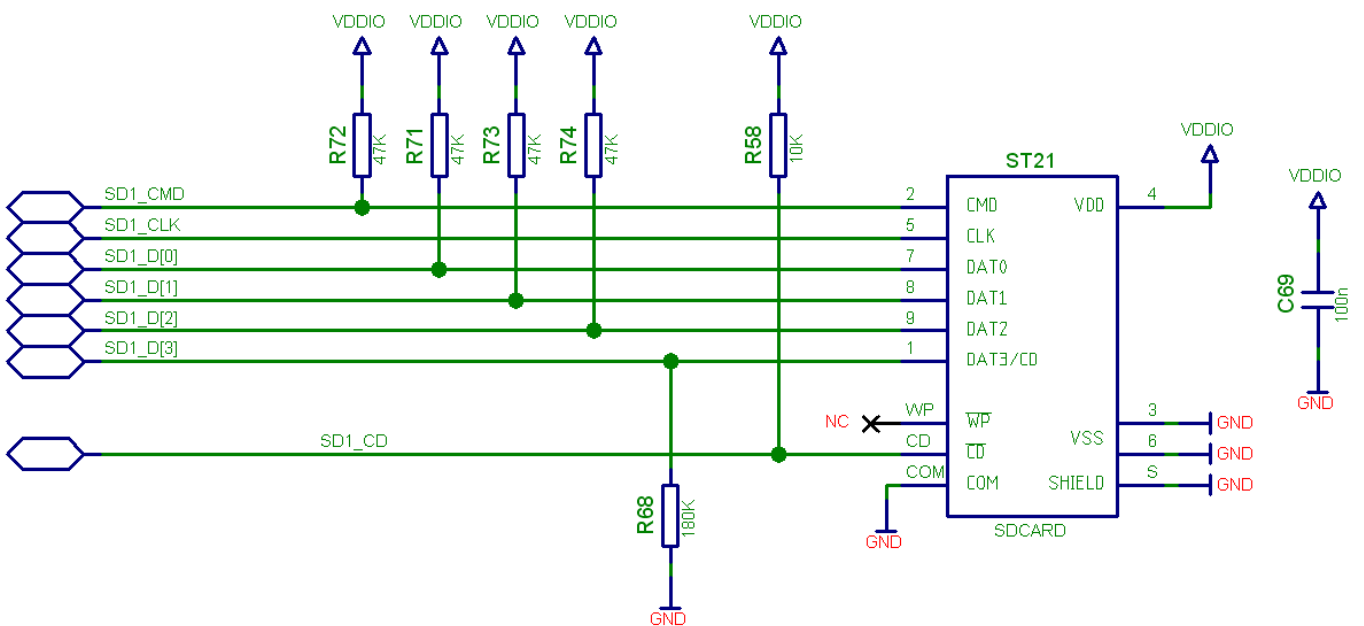 VDDIO VDDIO VDDIO VDDIO VDDIO
R72 47K R71 47K R73 47K R74 47K R58 10K
ST21
VDDIO
VDDIO
SD1_CMD 2 CMD VDD 4
SD1_CLK 5 CLK
SD1_D[0] 7 DAT0
SD1_D[1] 8 DAT1
C69 100n
SD1_D[2] 9 DAT2
SD1_D[3] 1 DAT3/CD
GND
NC WP WP 3 GND
SD1_CD CD CD VSS 6 GND
COM COM SHIELD S GND
R68 180K
SDCARD
GND
GND